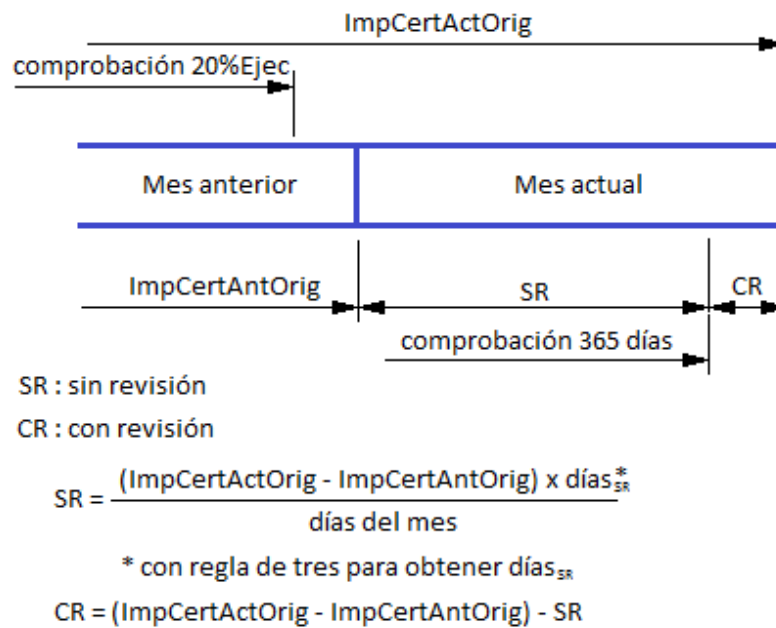 ImpCertActOrig
comprobación 20%Ejec
Mes anterior
Mes actual
ImpCertAntOrig
SR
CR
comprobación 365 días
SR : sin revisión
CR : con revisión
SR = (ImpCertActOrig - ImpCertAntOrig) x días*SR
días del mes
* con regla de tres para obtener díasSR
CR = (ImpCertActOrig - ImpCertAntOrig) - SR